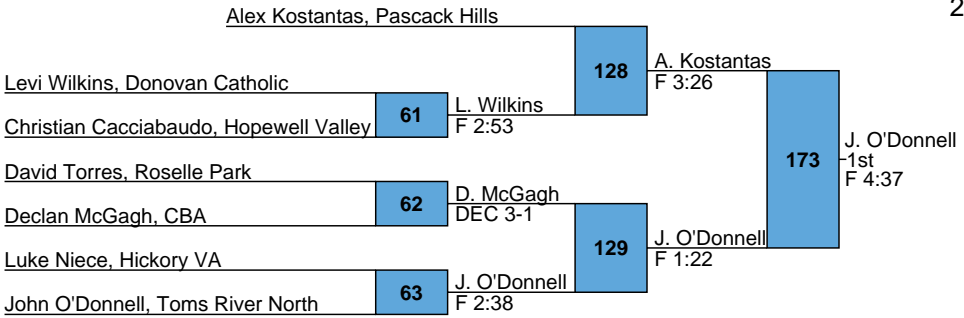 2
Alex Kostantas, Pascack Hills
128
A. Kostantas
F 3:26
Levi Wilkins, Donovan Catholic
61
L. Wilkins
F 2:53
Christian Cacciabaudo, Hopewell Valley
173
J. O'Donnell
1st
F 4:37
David Torres, Roselle Park
62
D. McGagh
DEC 3-1
Declan McGagh, CBA
129
J. O'Donnell
F 1:22
Luke Niece, Hickory VA
63
J. O'Donnell
F 2:38
John O'Donnell, Toms River North